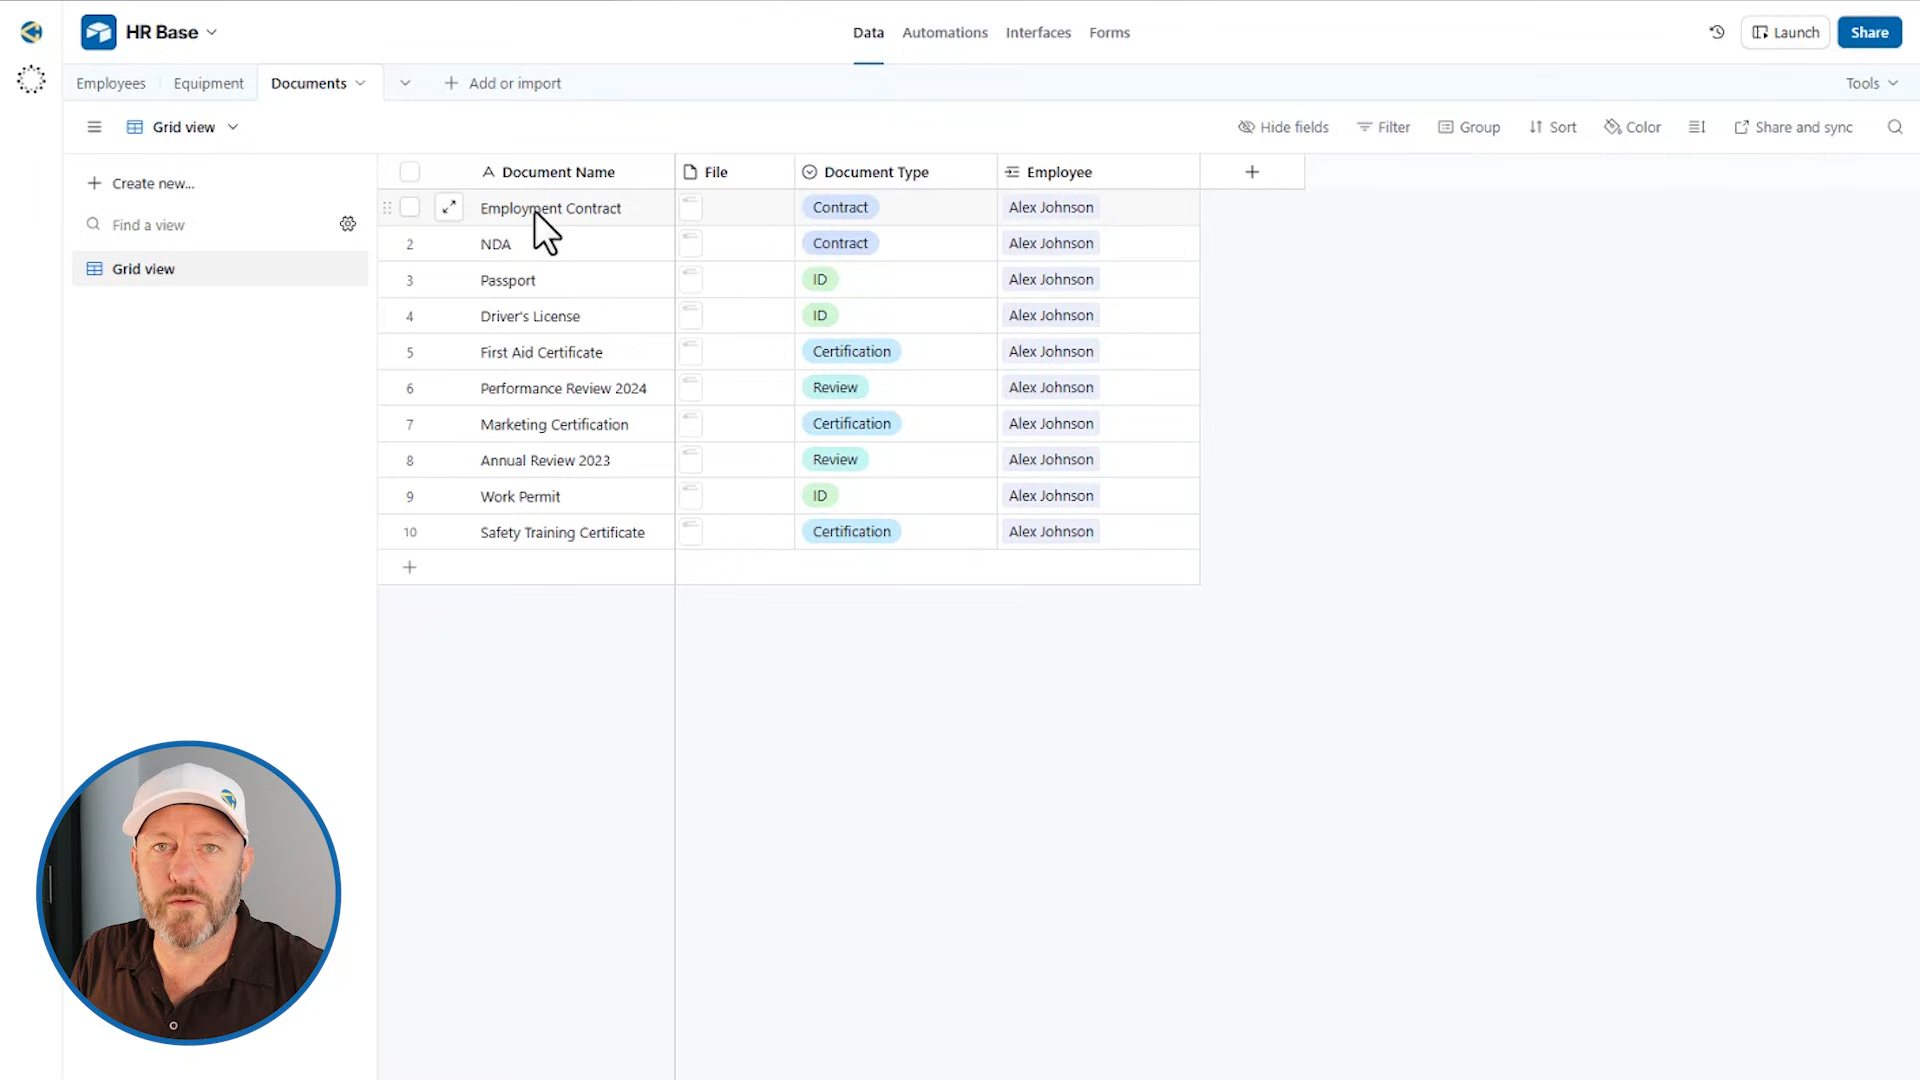 HR Base
Data Automations Interfaces Forms
Launch
Share
Employees Equipment Documents Add or import
Tools
Grid view
Hide fields Filter Group Sort Color Share and sync
Create new...
Find a view
Grid view
Document Name File Document Type Employee
Employment Contract Contract Alex Johnson
2 NDA Contract Alex Johnson
3 Passport ID Alex Johnson
4 Driver's License ID Alex Johnson
5 First Aid Certificate Certification Alex Johnson
6 Performance Review 2024 Review Alex Johnson
7 Marketing Certification Certification Alex Johnson
8 Annual Review 2023 Review Alex Johnson
9 Work Permit ID Alex Johnson
10 Safety Training Certificate Certification Alex Johnson